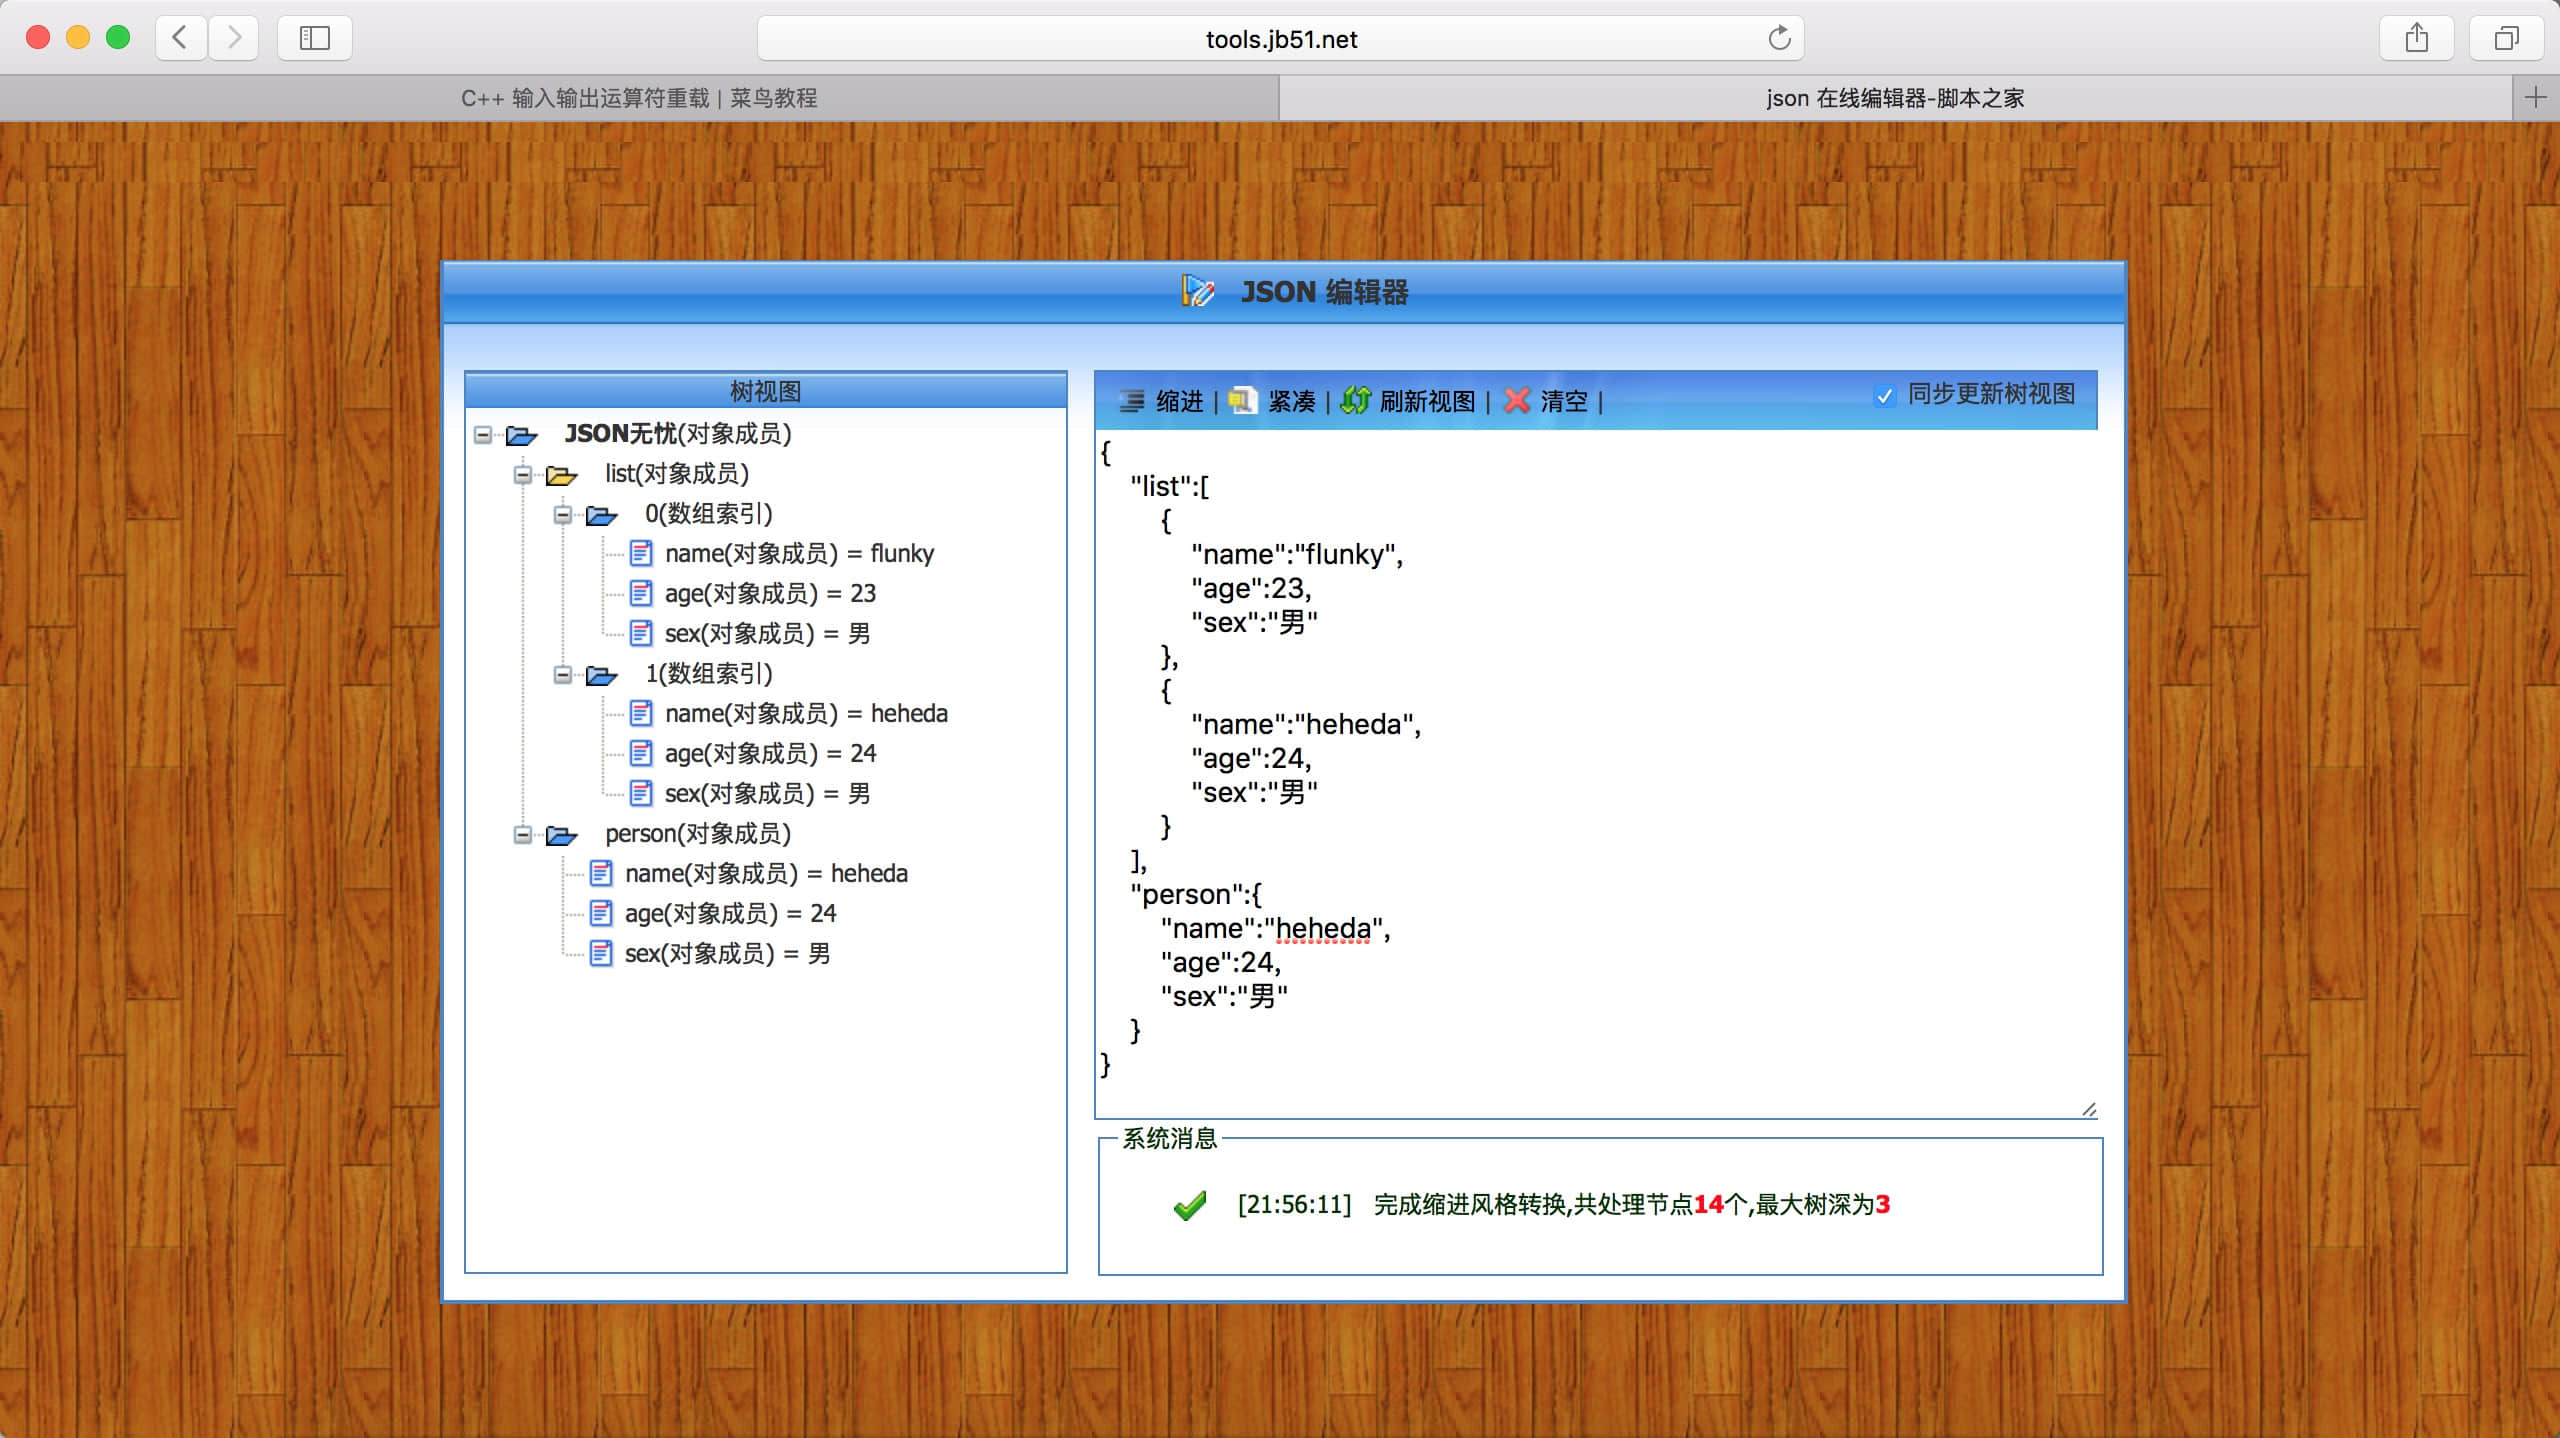 tools.jb51.net
C++ 输入输出运算符重载 | 菜鸟教程
json 在线编辑器-脚本之家
JSON 编辑器
树视图
JSON无忧(对象成员)
list(对象成员)
0(数组索引)
name(对象成员) = flunky
age(对象成员) = 23
sex(对象成员) = 男
1(数组索引)
name(对象成员) = heheda
age(对象成员) = 24
sex(对象成员) = 男
person(对象成员)
name(对象成员) = heheda
age(对象成员) = 24
sex(对象成员) = 男
缩进 | 紧凑 | 刷新视图 | 清空 | 同步更新树视图
{
"list":[
{
"name":"flunky",
"age":23,
"sex":"男"
},
{
"name":"heheda",
"age":24,
"sex":"男"
}
],
"person":{
"name":"heheda",
"age":24,
"sex":"男"
}
}
系统消息
[21:56:11] 完成缩进风格转换,共处理节点14个,最大树深为3